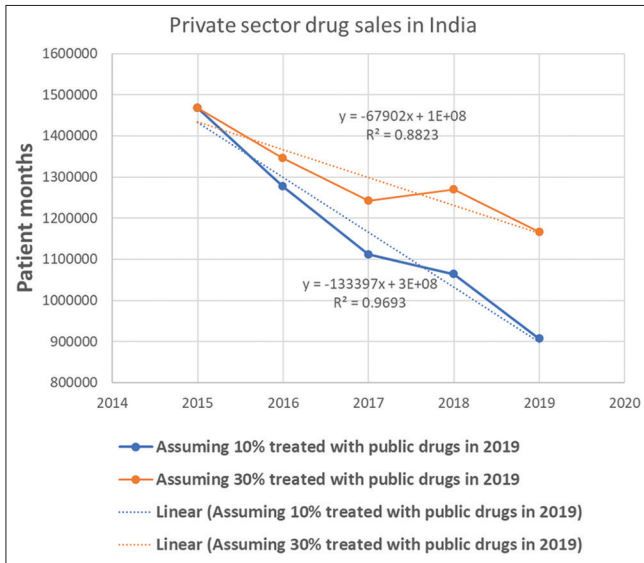 Private sector drug sales in India
1600000
1500000
1400000
1300000
1200000
1100000
1000000
900000
800000
Patient months
y = -67902x + 1E+08
R² = 0.8823
y = -133397x + 3E+08
R² = 0.9693
2014 2015 2016 2017 2018 2019 2020
Assuming 10% treated with public drugs in 2019
Assuming 30% treated with public drugs in 2019
Linear (Assuming 10% treated with public drugs in 2019)
Linear (Assuming 30% treated with public drugs in 2019)